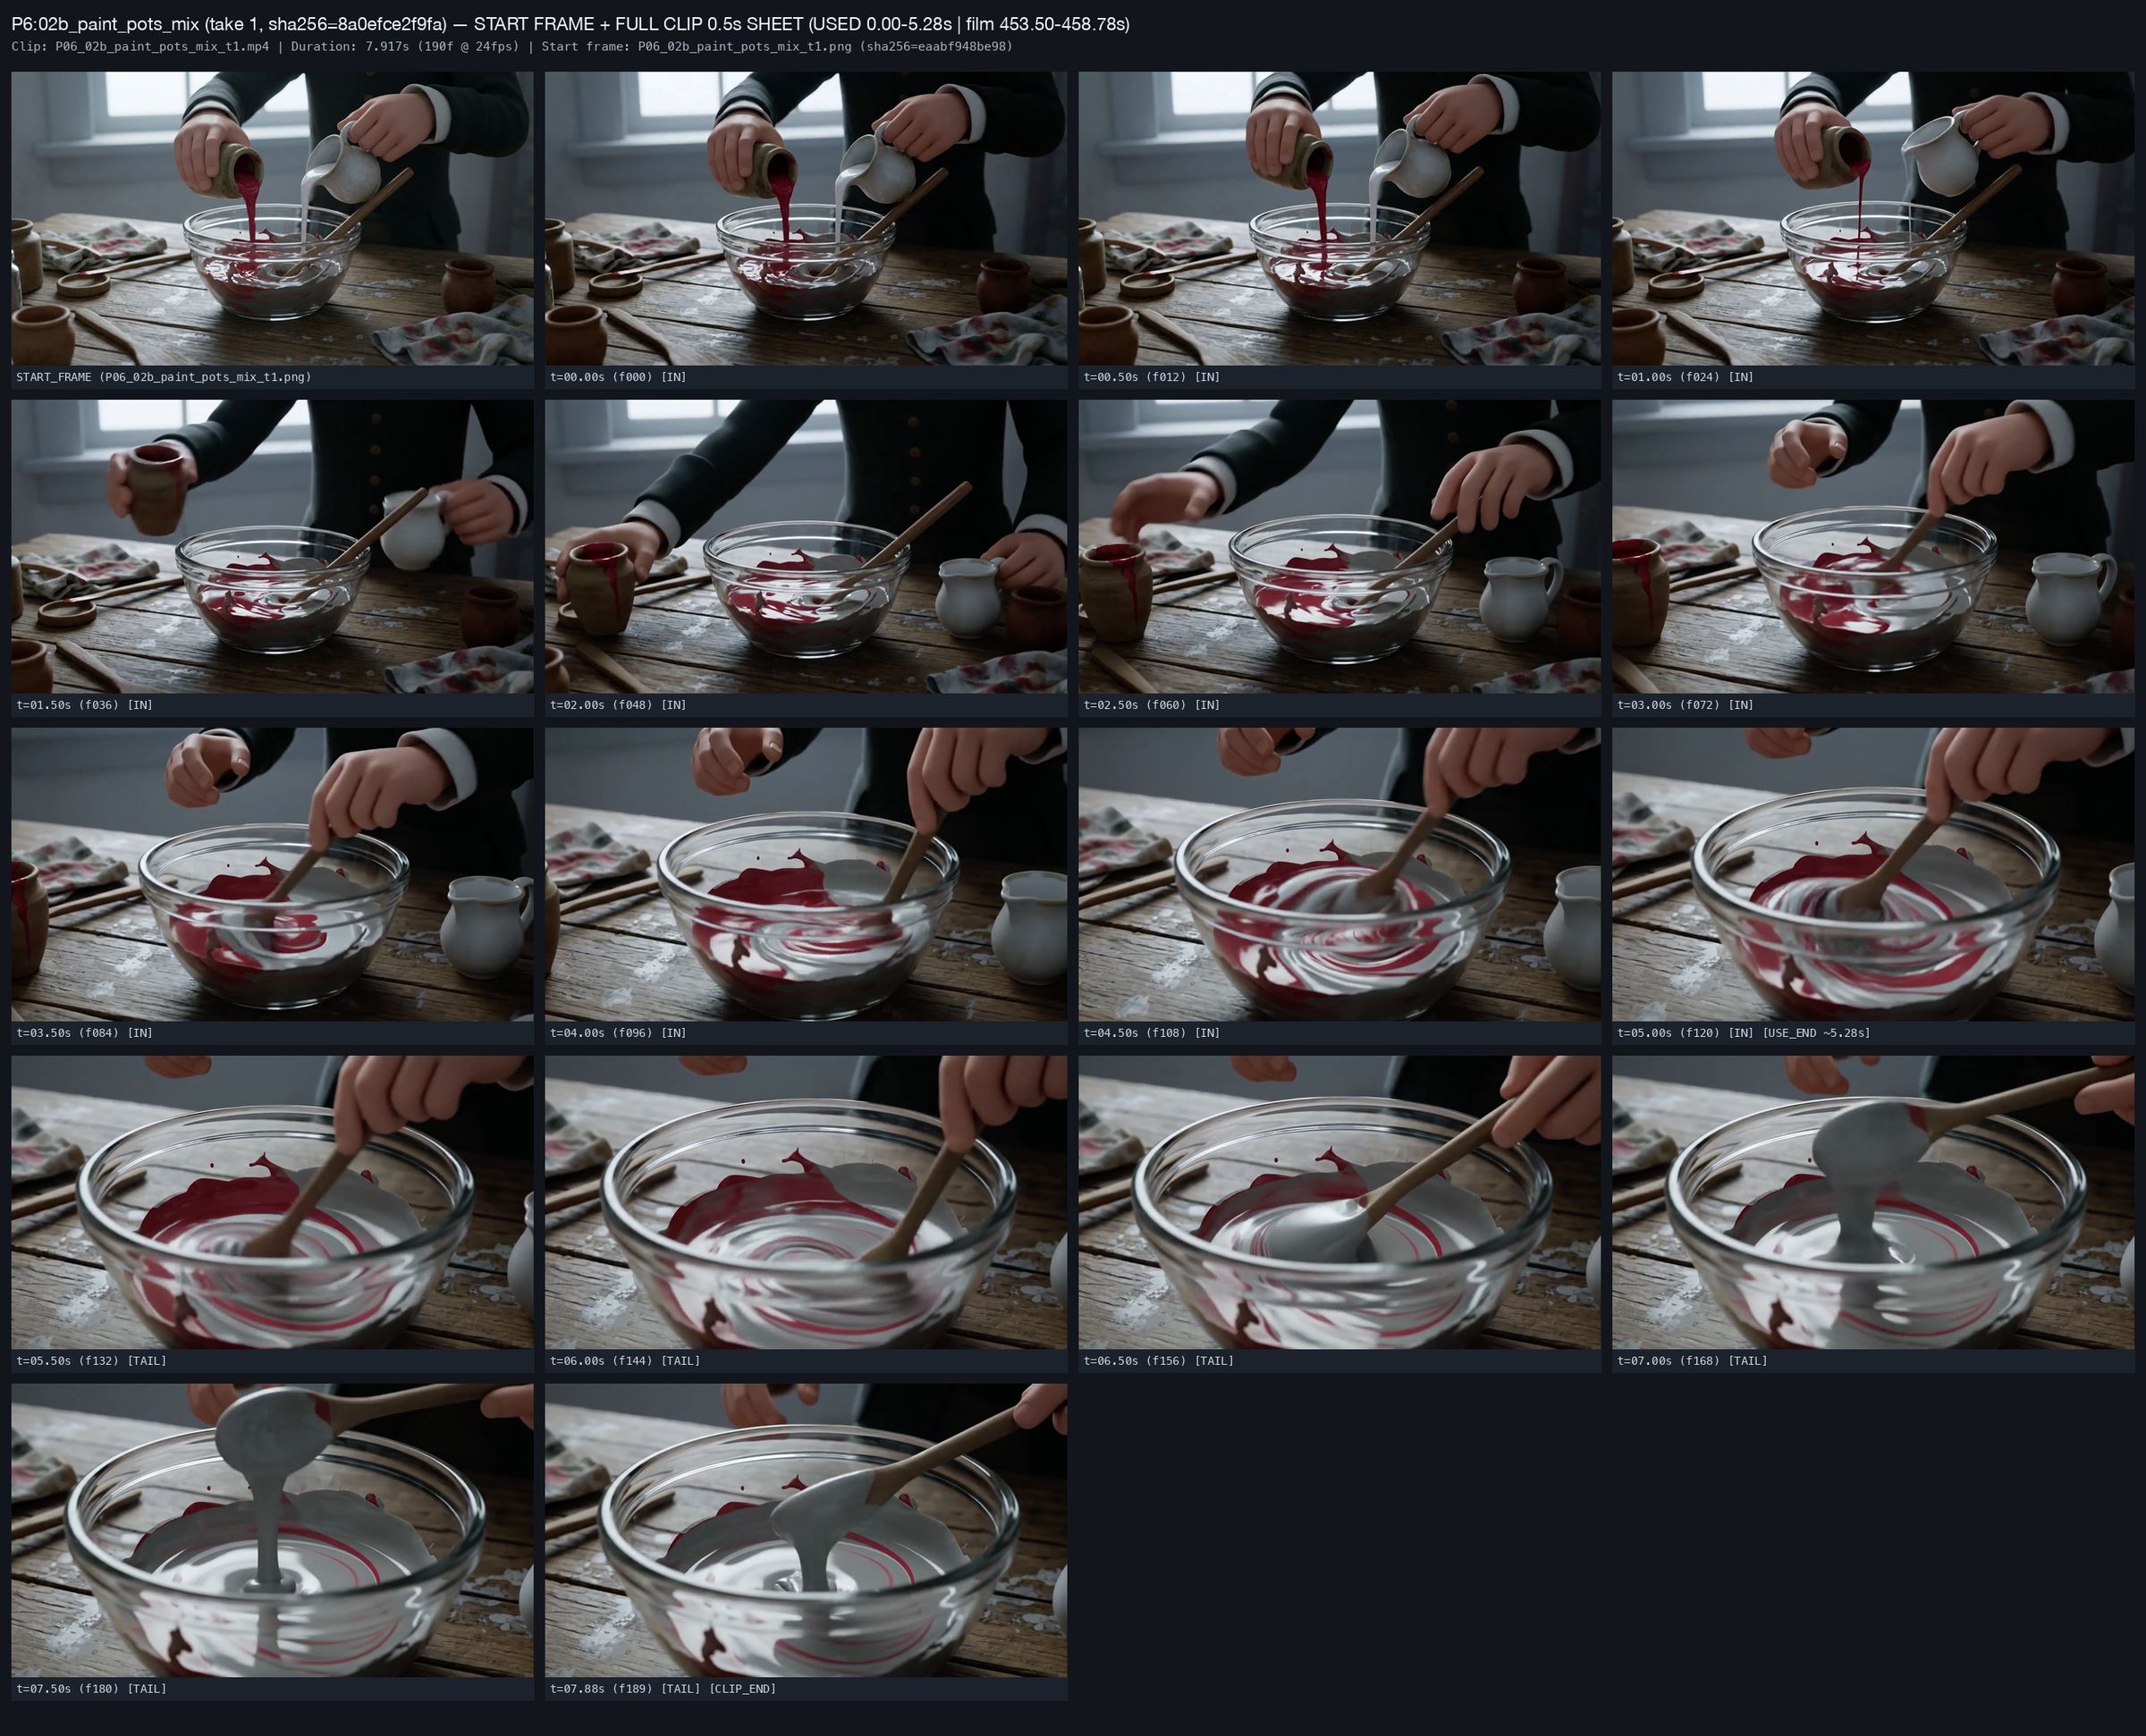 P6:02b_paint_pots_mix (take 1, sha256=8a0efce2f9fa) — START FRAME + FULL CLIP 0.5s SHEET (USED 0.00-5.28s | film 453.50-458.78s)
Clip: P06_02b_paint_pots_mix_t1.mp4 | Duration: 7.917s (190f @ 24fps) | Start frame: P06_02b_paint_pots_mix_t1.png (sha256=eaabf948be98)
START_FRAME (P06_02b_paint_pots_mix_t1.png)
t=00.00s (f000) [IN]
t=00.50s (f012) [IN]
t=01.00s (f024) [IN]
t=01.50s (f036) [IN]
t=02.00s (f048) [IN]
t=02.50s (f060) [IN]
t=03.00s (f072) [IN]
t=03.50s (f084) [IN]
t=04.00s (f096) [IN]
t=04.50s (f108) [IN]
t=05.00s (f120) [IN] [USE_END ~5.28s]
t=05.50s (f132) [TAIL]
t=06.00s (f144) [TAIL]
t=06.50s (f156) [TAIL]
t=07.00s (f168) [TAIL]
t=07.50s (f180) [TAIL]
t=07.88s (f189) [TAIL] [CLIP_END]